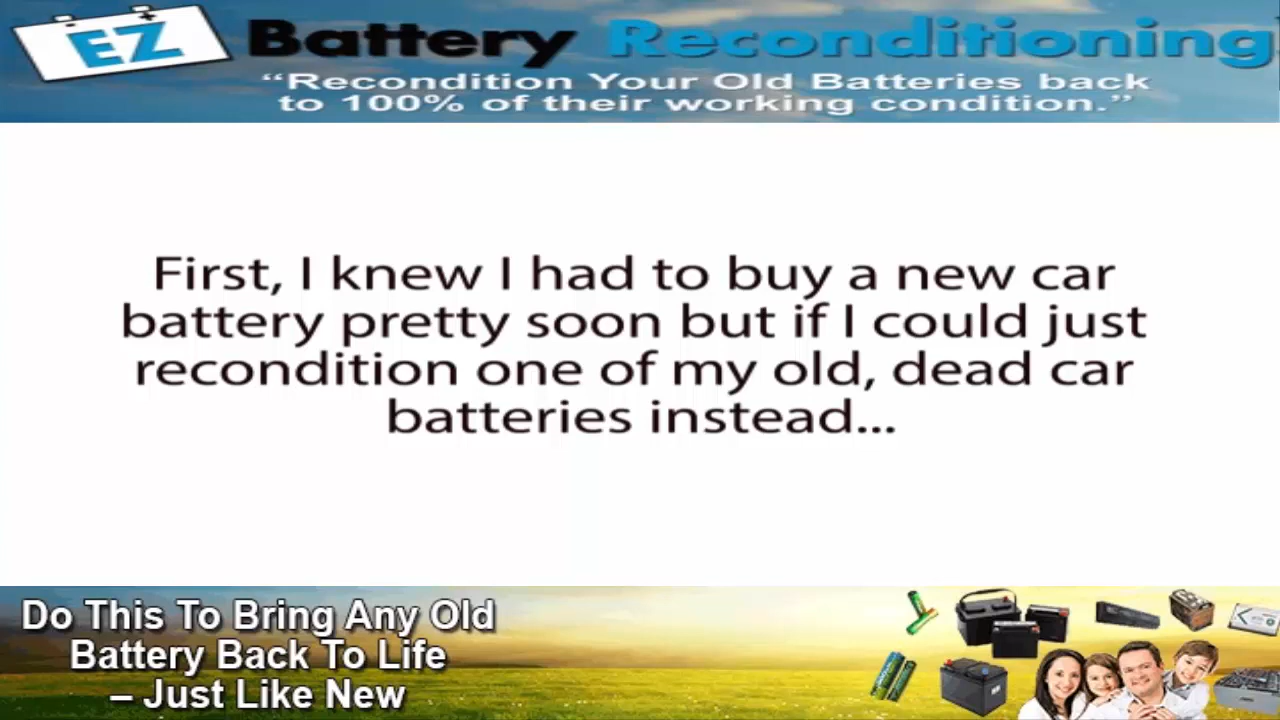 EZ Battery Reconditioning
“Recondition Your Old Batteries back
to 100% of their working condition.”
First, I knew I had to buy a new car
battery pretty soon but if I could just
recondition one of my old, dead car
batteries instead...
Do This To Bring Any Old
Battery Back To Life
– Just Like New